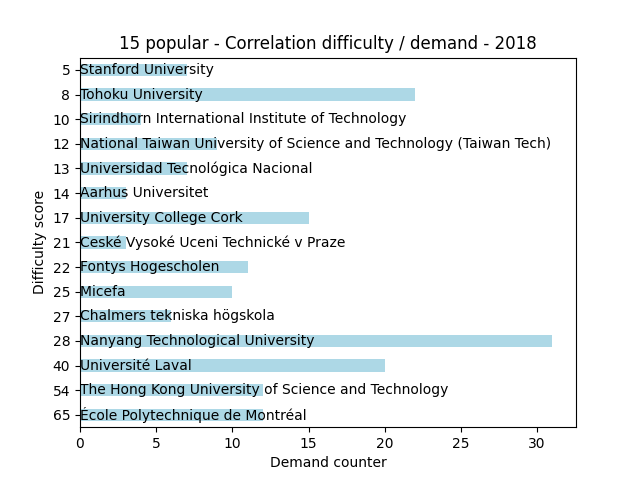 15 popular - Correlation difficulty / demand - 2018
Difficulty score
5 Stanford University
8 Tohoku University
10 Sirindhorn International Institute of Technology
12 National Taiwan University of Science and Technology (Taiwan Tech)
13 Universidad Tecnológica Nacional
14 Aarhus Universitet
17 University College Cork
21 Ceské Vysoké Uceni Technické v Praze
22 Fontys Hogescholen
25 Micefa
27 Chalmers tekniska högskola
28 Nanyang Technological University
40 Université Laval
54 The Hong Kong University of Science and Technology
65 École Polytechnique de Montréal
0 5 10 15 20 25 30
Demand counter